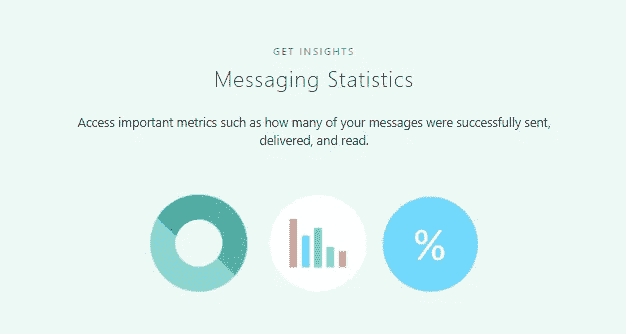 GET INSIGHTS
Messaging Statistics
Access important metrics such as how many of your messages were successfully sent,
delivered, and read.
%